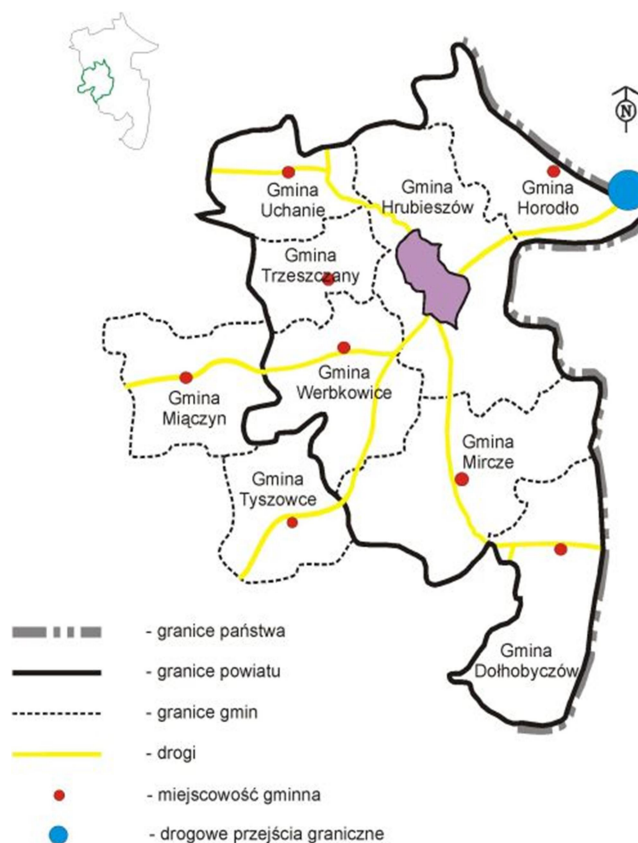 N
Gmina
Uchanie
Gmina
Hrubieszów
Gmina
Horodło
Gmina
Trzeszczany
Gmina
Miączyn
Gmina
Werbkowice
Gmina
Mircze
Gmina
Tyszowce
Gmina
Dołhobyczów
- granice państwa
- granice powiatu
- granice gmin
- drogi
- miejscowość gminna
- drogowe przejścia graniczne